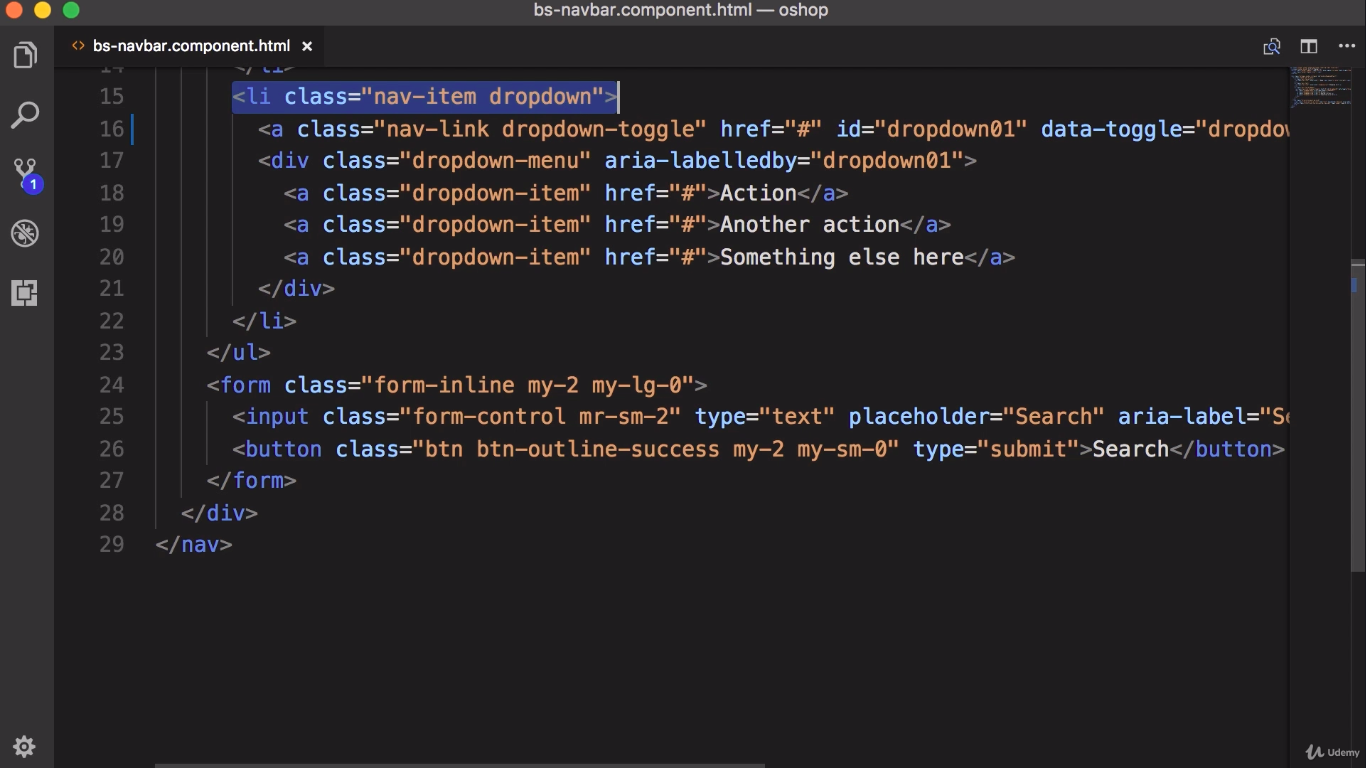 bs-navbar.component.html — oshop
<> bs-navbar.component.html ×
14 </li>
15 <li class="nav-item dropdown">
16 <a class="nav-link dropdown-toggle" href="#" id="dropdown01" data-toggle="dropdow
17 <div class="dropdown-menu" aria-labelledby="dropdown01">
18 <a class="dropdown-item" href="#">Action</a>
19 <a class="dropdown-item" href="#">Another action</a>
20 <a class="dropdown-item" href="#">Something else here</a>
21 </div>
22 </li>
23 </ul>
24 <form class="form-inline my-2 my-lg-0">
25 <input class="form-control mr-sm-2" type="text" placeholder="Search" aria-label="Se
26 <button class="btn btn-outline-success my-2 my-sm-0" type="submit">Search</button>
27 </form>
28 </div>
29 </nav>
1
Udemy